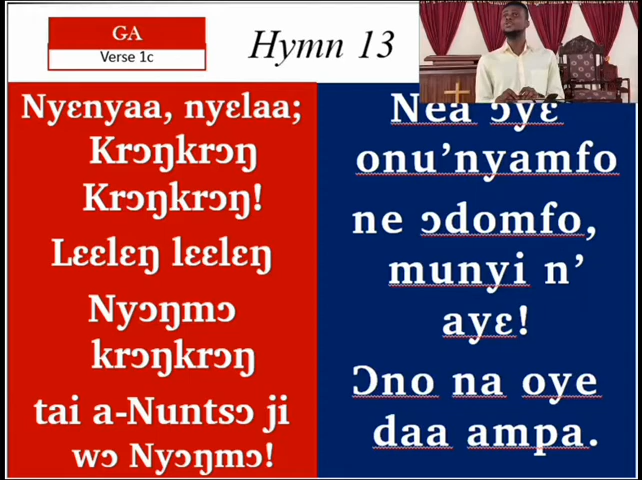 GA
Verse 1c
Hymn 13
Nyɛnyaa, nyɛlaa;
Krɔŋkrɔŋ
Krɔŋkrɔŋ!
Lɛɛlɛŋ lɛɛlɛŋ
Nyɔŋmɔ
krɔŋkrɔŋ
tai a-Nuntsɔ ji
wɔ Nyɔŋmɔ!
Nea ɔyɛ
onu’nyamfo
ne ɔdomfo,
munyi n’
ayɛ!
Ɔno na oye
daa ampa.